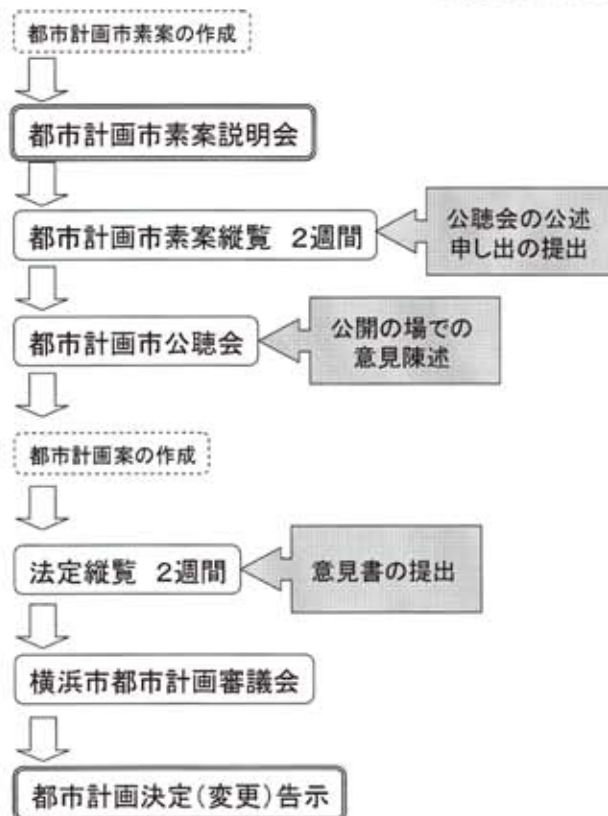 都市計画市素案の作成
都市計画市素案説明会
都市計画市素案縦覧 2週間
公聴会の公述
申し出の提出
都市計画市公聴会
公開の場での
意見陳述
都市計画案の作成
法定縦覧 2週間
意見書の提出
横浜市都市計画審議会
都市計画決定(変更)告示